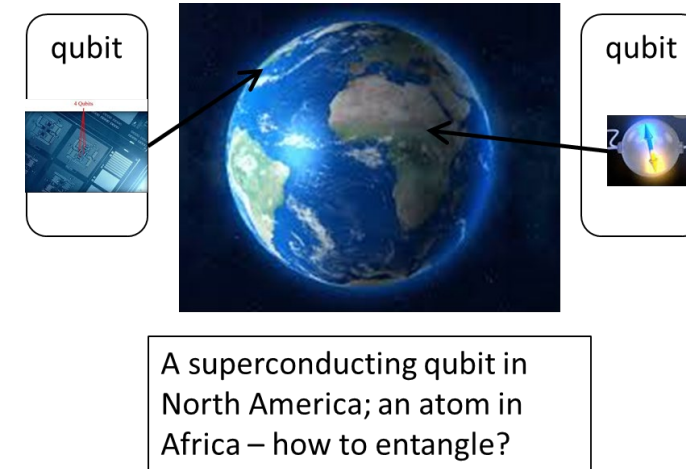 qubit
qubit
4 Qubits
A superconducting qubit in
North America; an atom in
Africa – how to entangle?